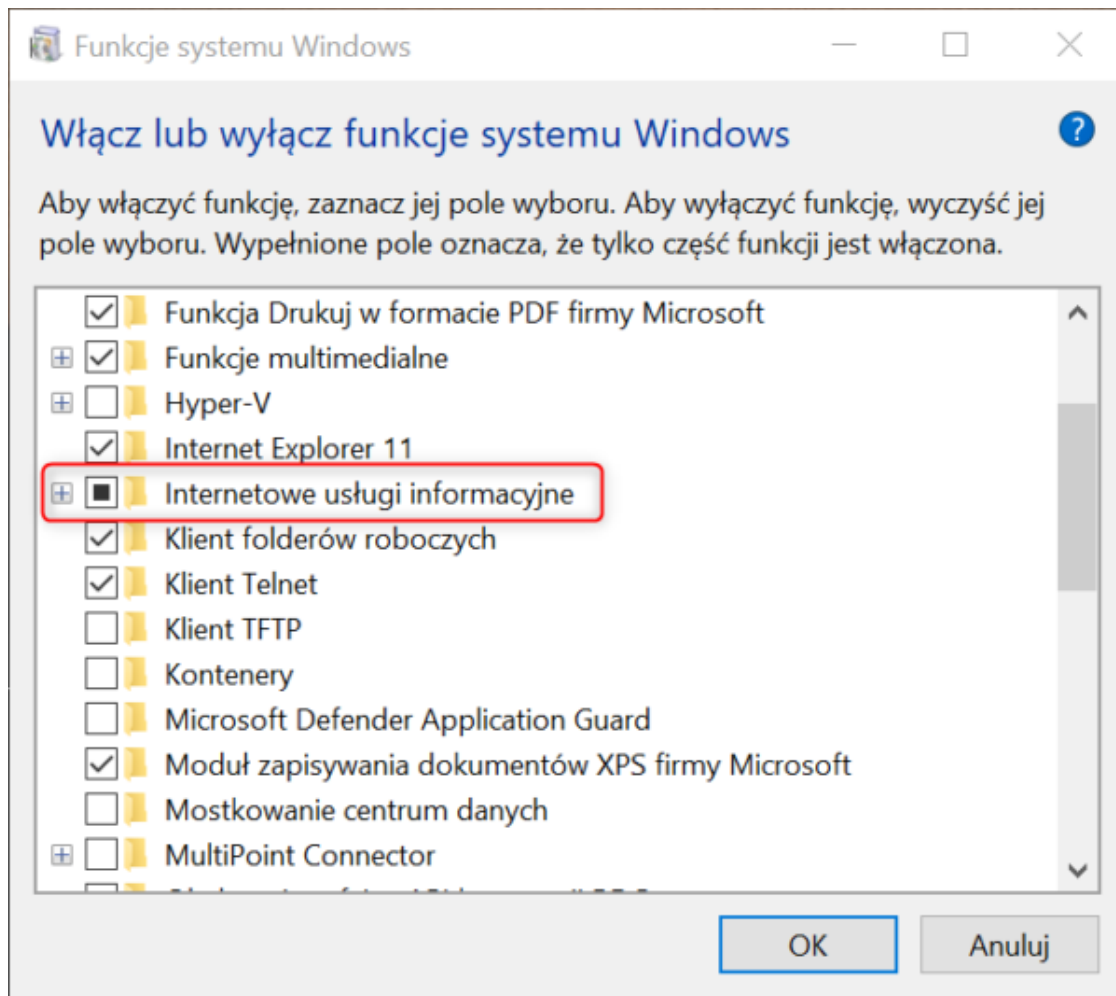 Funkcje systemu Windows
Włącz lub wyłącz funkcje systemu Windows
Aby włączyć funkcję, zaznacz jej pole wyboru. Aby wyłączyć funkcję, wyczyść jej
pole wyboru. Wypełnione pole oznacza, że tylko część funkcji jest włączona.
Funkcja Drukuj w formacie PDF firmy Microsoft
Funkcje multimedialne
Hyper-V
Internet Explorer 11
Internetowe usługi informacyjne
Klient folderów roboczych
Klient Telnet
Klient TFTP
Kontenery
Microsoft Defender Application Guard
Moduł zapisywania dokumentów XPS firmy Microsoft
Mostkowanie centrum danych
MultiPoint Connector
OK
Anuluj